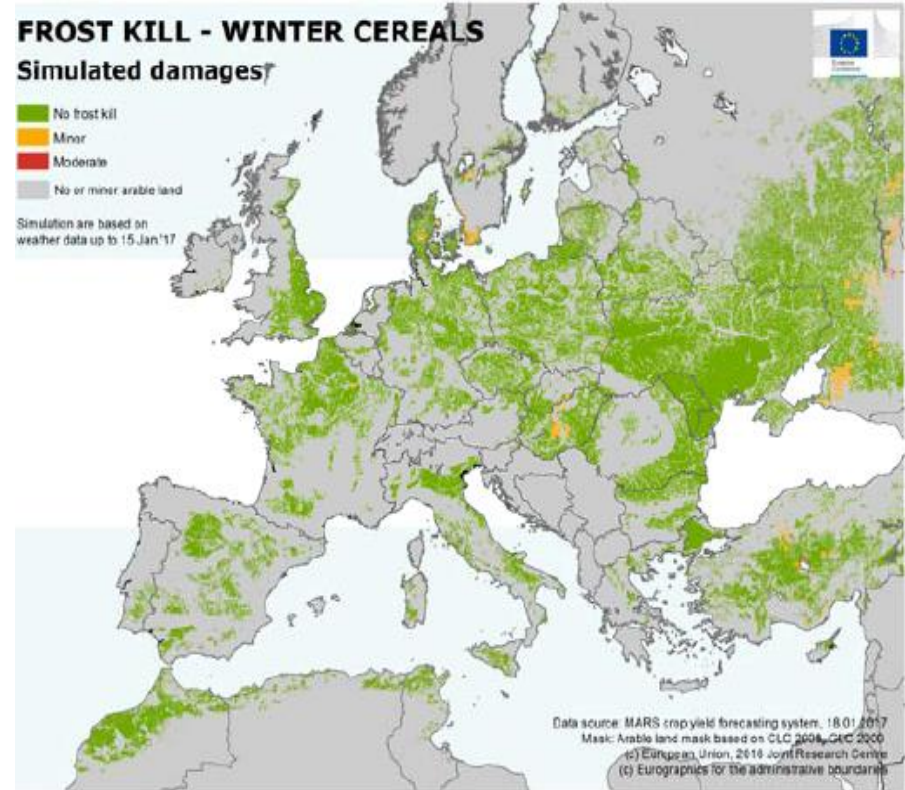 FROST KILL - WINTER CEREALS
Simulated damages
No frost kill
Minor
Moderate
No or minor arable land
Simulation are based on
weather data up to 15 Jan.'17
European
Commission
Data source: MARS crop yield forecasting system, 18.01.2017
Mask: Arable land mask based on CLC 2006, GLC 2000
(c) European Union, 2016 Joint Research Centre
(c) Eurographics for the administrative boundaries